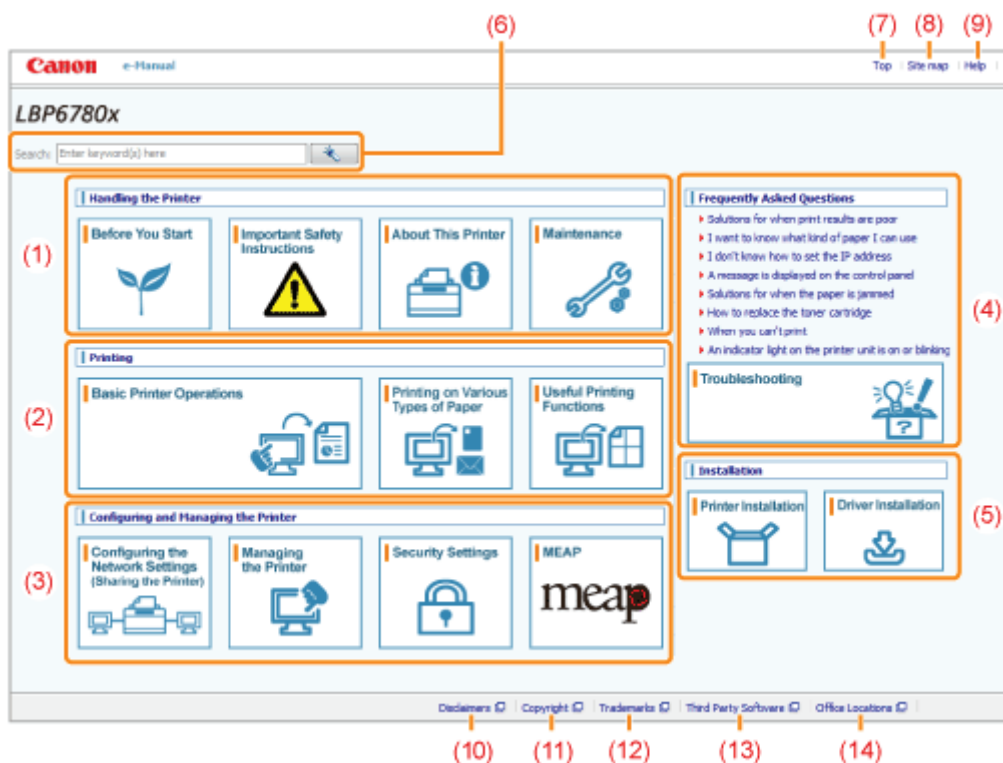 (6)
(7) (8) (9)
Canon e-Manual
Top Site map Help
LBP6780x
Search: Enter keyword(s) here
(1)
Handling the Printer
Before You Start
Important Safety
Instructions
About This Printer
Maintenance
(2)
Printing
Basic Printer Operations
Printing on Various
Types of Paper
Useful Printing
Functions
(3)
Configuring and Managing the Printer
Configuring the
Network Settings
(Sharing the Printer)
Managing
the Printer
Security Settings
MEAP
meap
Frequently Asked Questions
Solutions for when print results are poor
I want to know what kind of paper I can use
I don't know how to set the IP address
A message is displayed on the control panel
Solutions for when the paper is jammed
How to replace the toner cartridge
When you can't print
An indicator light on the printer unit is on or blinking
(4)
Troubleshooting
?
Installation
Printer Installation
Driver Installation
(5)
Disclaimers Copyright Trademarks Third Party Software Office Locations
(10) (11) (12) (13) (14)